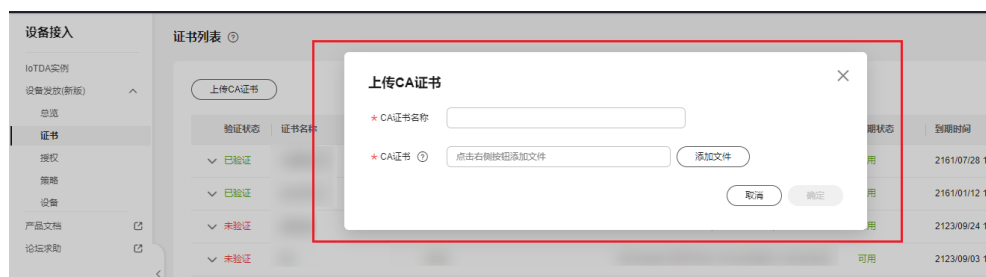 设备接入
证书列表
IoTDA实例
设备发放(新版)
总览
证书
授权
策略
设备
产品文档
论坛求助
上传CA证书
验证状态
证书名称
期状态
到期时间
已验证
用
2161/07/28 1
已验证
用
2161/01/12 1
未验证
用
2123/09/24 1
未验证
可用
2123/09/03 1
上传CA证书
* CA证书名称
* CA证书
点击右侧按钮添加文件
添加文件
取消
确定